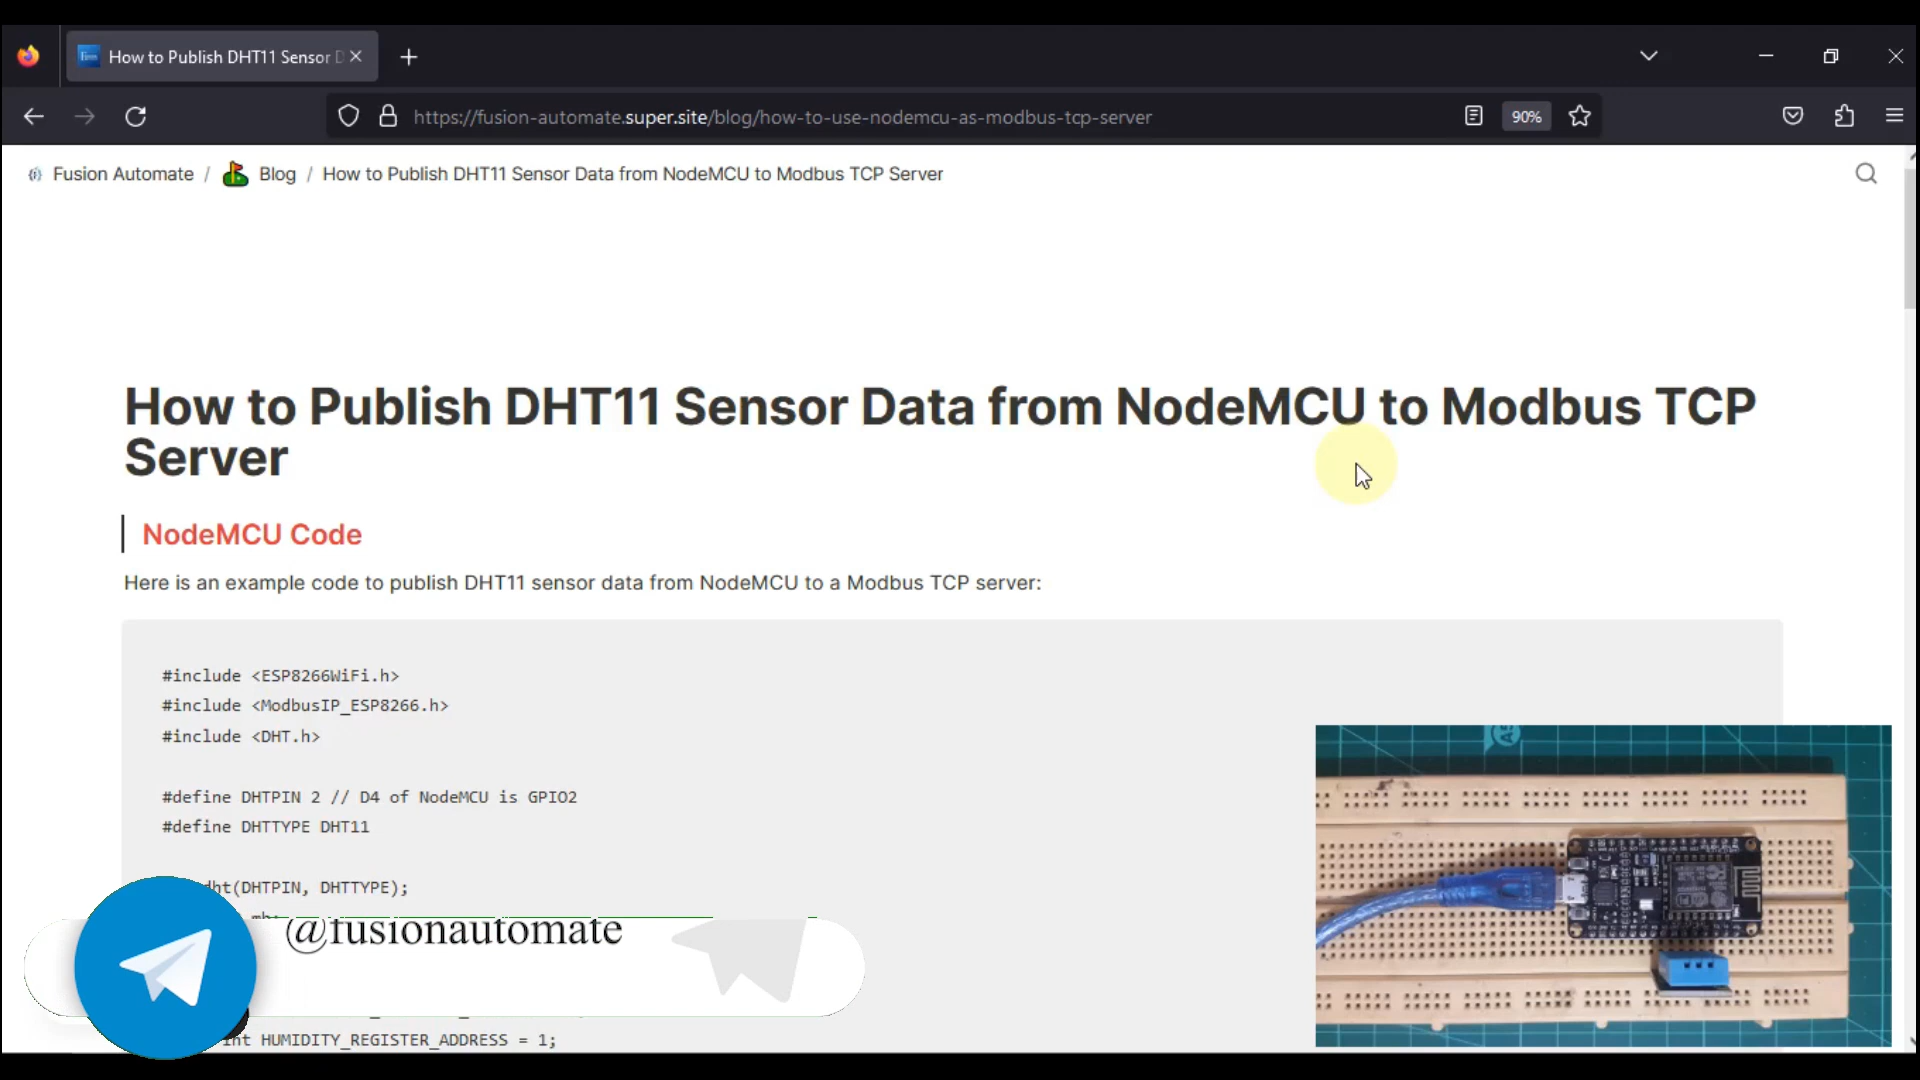 How to Publish DHT11 Sensor D
https://fusion-automate.super.site/blog/how-to-use-nodemcu-as-modbus-tcp-server
90%
Fusion Automate / Blog / How to Publish DHT11 Sensor Data from NodeMCU to Modbus TCP Server
How to Publish DHT11 Sensor Data from NodeMCU to Modbus TCP
Server
NodeMCU Code
Here is an example code to publish DHT11 sensor data from NodeMCU to a Modbus TCP server:
#include <ESP8266WiFi.h>
#include <ModbusIP_ESP8266.h>
#include <DHT.h>
#define DHTPIN 2 // D4 of NodeMCU is GPIO2
#define DHTTYPE DHT11
dht(DHTPIN, DHTTYPE);
@fusionautomate
int HUMIDITY_REGISTER_ADDRESS = 1;